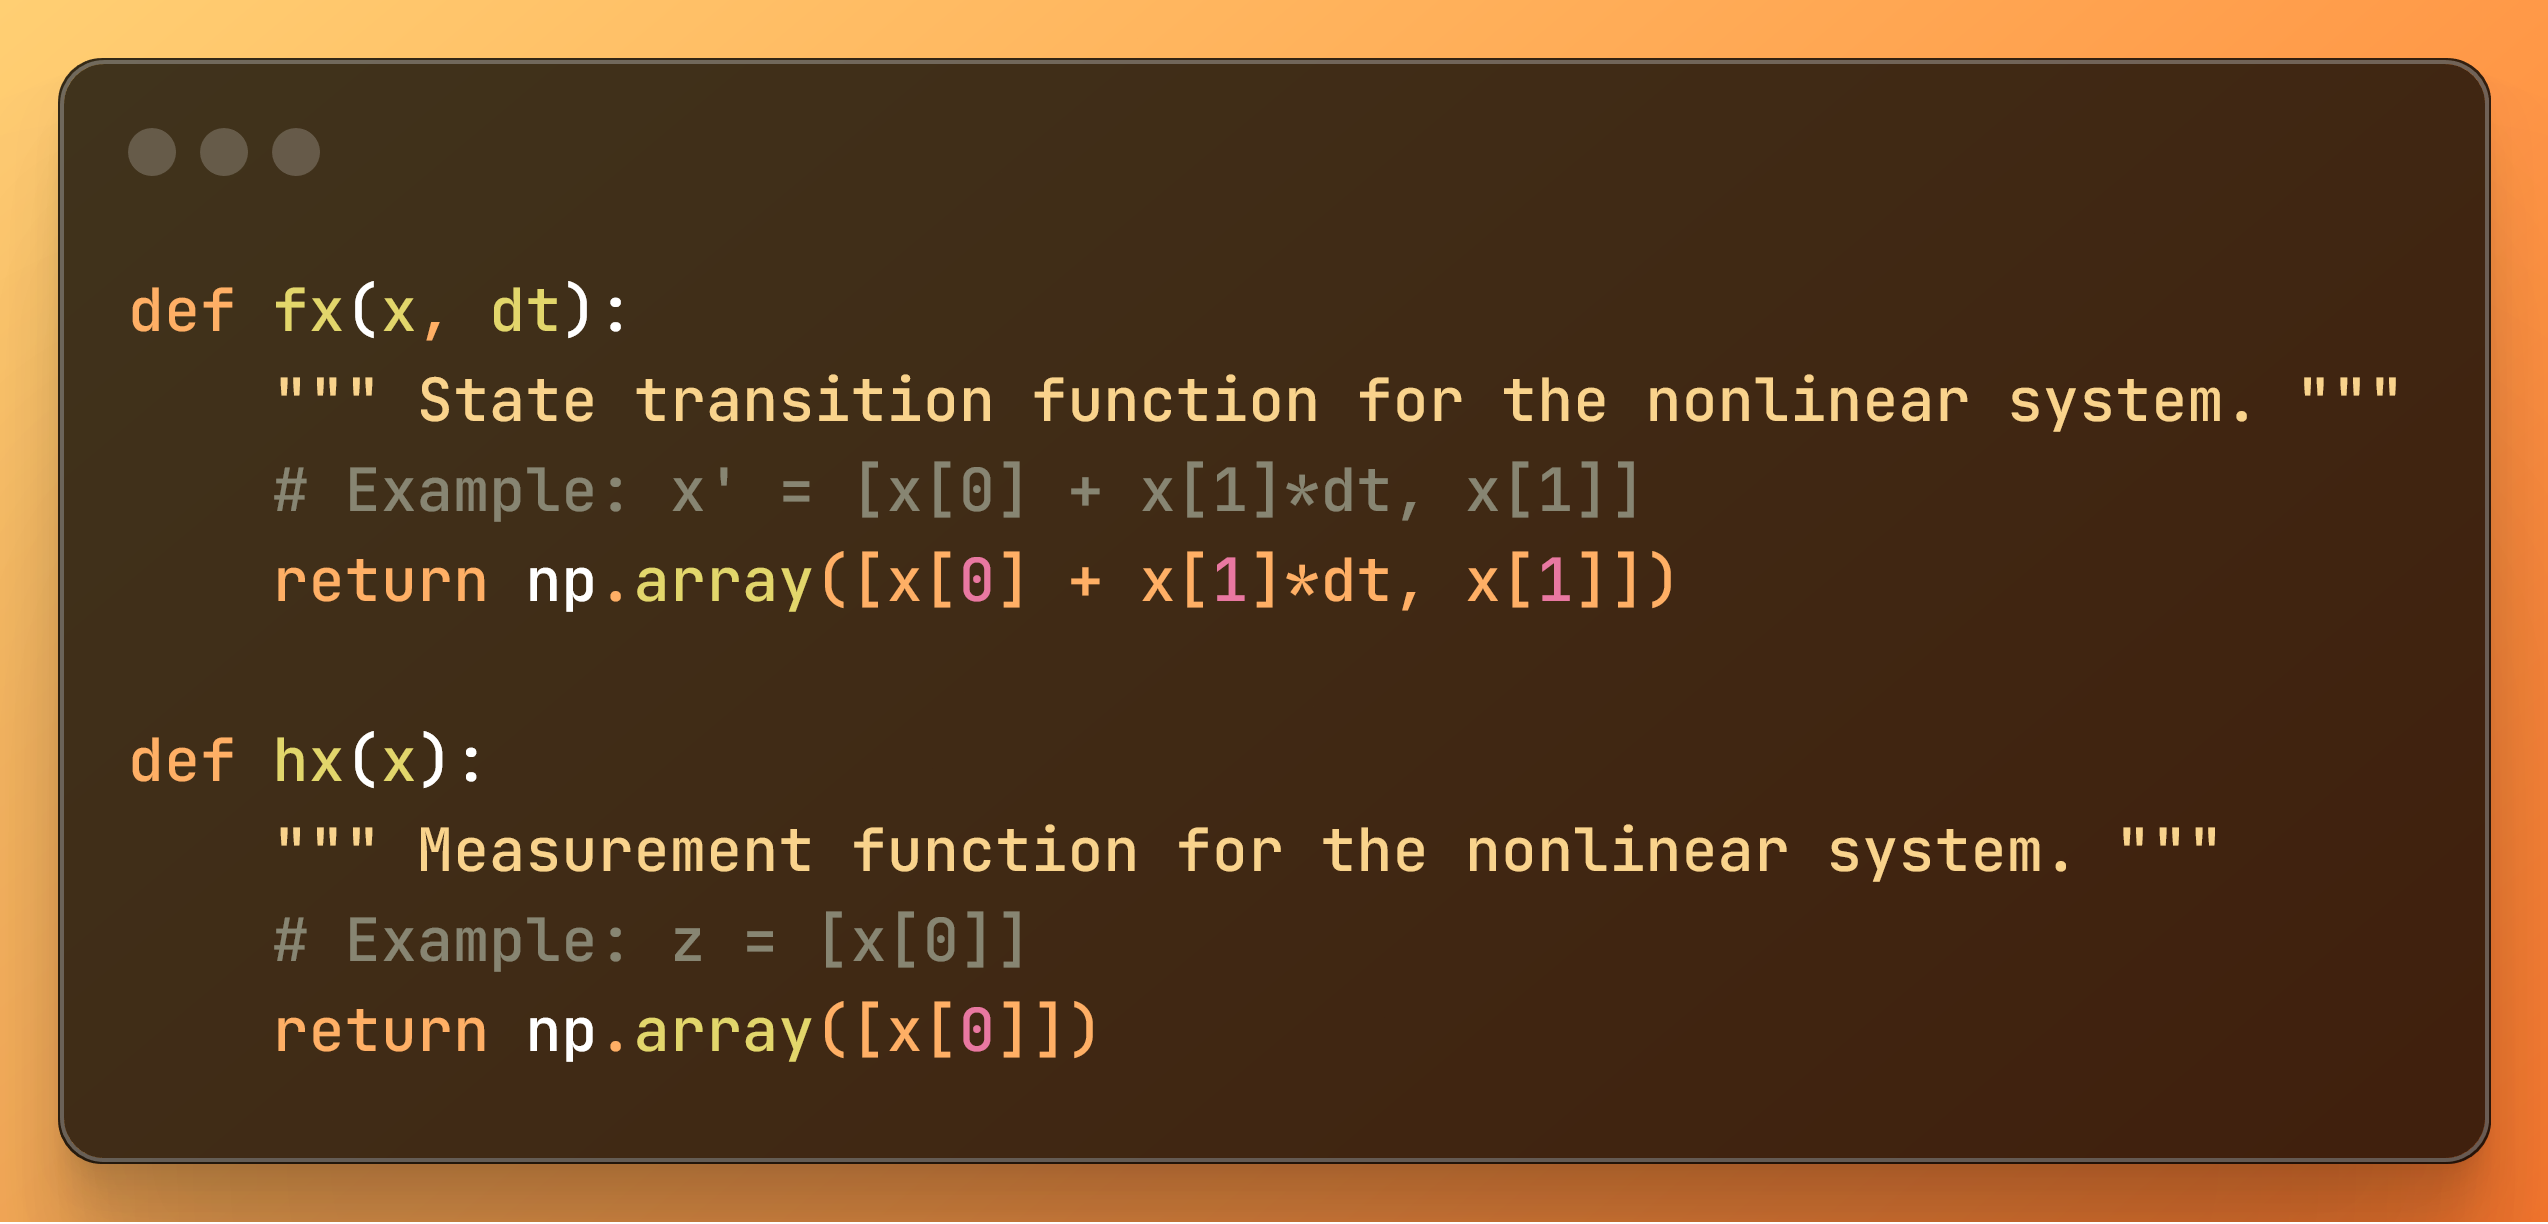 def fx(x, dt):
    """ State transition function for the nonlinear system. """
    # Example: x' = [x[0] + x[1]*dt, x[1]]
    return np.array([x[0] + x[1]*dt, x[1]])

def hx(x):
    """ Measurement function for the nonlinear system. """
    # Example: z = [x[0]]
    return np.array([x[0]])